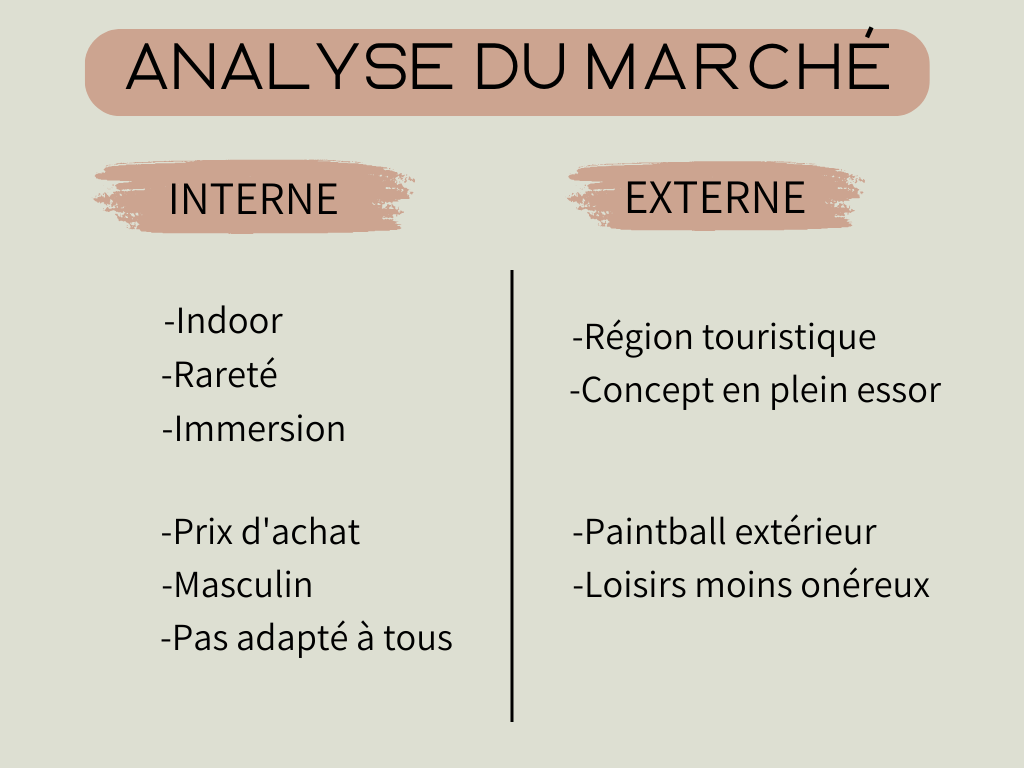 ANALYSE DU MARCHÉ
INTERNE
-Indoor
-Rareté
-Immersion
-Prix d'achat
-Masculin
-Pas adapté à tous
EXTERNE
-Région touristique
-Concept en plein essor
-Paintball extérieur
-Loisirs moins onéreux